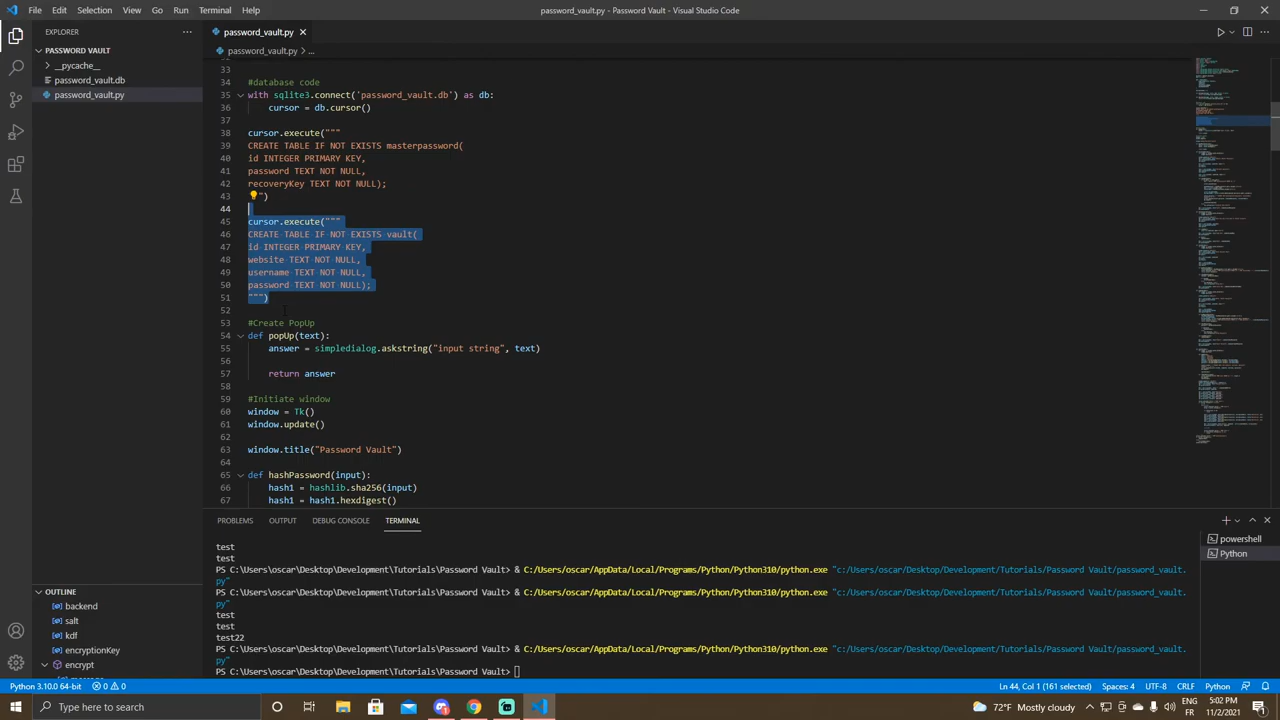 File Edit Selection View Go Run Terminal Help
password_vault.py - Password Vault - Visual Studio Code
EXPLORER
PASSWORD VAULT
__pycache__
password_vault.db
password_vault.py
OUTLINE
backend
salt
kdf
encryptionKey
encrypt
password_vault.py
password_vault.py > ...
33
34 #database code
35 with sqlite3.connect('password_vault.db') as db:
36 cursor = db.cursor()
37
38 cursor.execute("""
39 CREATE TABLE IF NOT EXISTS masterpassword(
40 id INTEGER PRIMARY KEY,
41 password TEXT NOT NULL,
42 recoveryKey TEXT NOT NULL);
43 ")
44
45 cursor.execute("""
46 CREATE TABLE IF NOT EXISTS vault(
47 id INTEGER PRIMARY KEY,
48 website TEXT NOT NULL,
49 username TEXT NOT NULL,
50 password TEXT NOT NULL);
51 """)
52
53 #Create PopUp
54 def popUp(text):
55 answer = simpledialog.askstring("input string", text)
56
57 return answer
58
59 #Initiate window
60 window = Tk()
61 window.update()
62
63 window.title("Password Vault")
64
65 def hashPassword(input):
66 hash1 = hashlib.sha256(input)
67 hash1 = hash1.hexdigest()
PROBLEMS OUTPUT DEBUG CONSOLE TERMINAL
test
test
PS C:\Users\oscar\Desktop\Development\Tutorials\Password Vault> & C:/Users/oscar/AppData/Local/Programs/Python/Python310/python.exe "c:/Users/oscar/Desktop/Development/Tutorials/Password Vault/password_vault.
py"
PS C:\Users\oscar\Desktop\Development\Tutorials\Password Vault> & C:/Users/oscar/AppData/Local/Programs/Python/Python310/python.exe "c:/Users/oscar/Desktop/Development/Tutorials/Password Vault/password_vault.
py"
test
test
test22
PS C:\Users\oscar\Desktop\Development\Tutorials\Password Vault> & C:/Users/oscar/AppData/Local/Programs/Python/Python310/python.exe "c:/Users/oscar/Desktop/Development/Tutorials/Password Vault/password_vault.
py"
PS C:\Users\oscar\Desktop\Development\Tutorials\Password Vault>
powershell
Python
Python 3.10.0 64-bit 0 0
Ln 44, Col 1 (161 selected) Spaces: 4 UTF-8 CRLF Python
Type here to search
72°F Mostly cloudy
ENG
FR
5:02 PM
11/2/2021